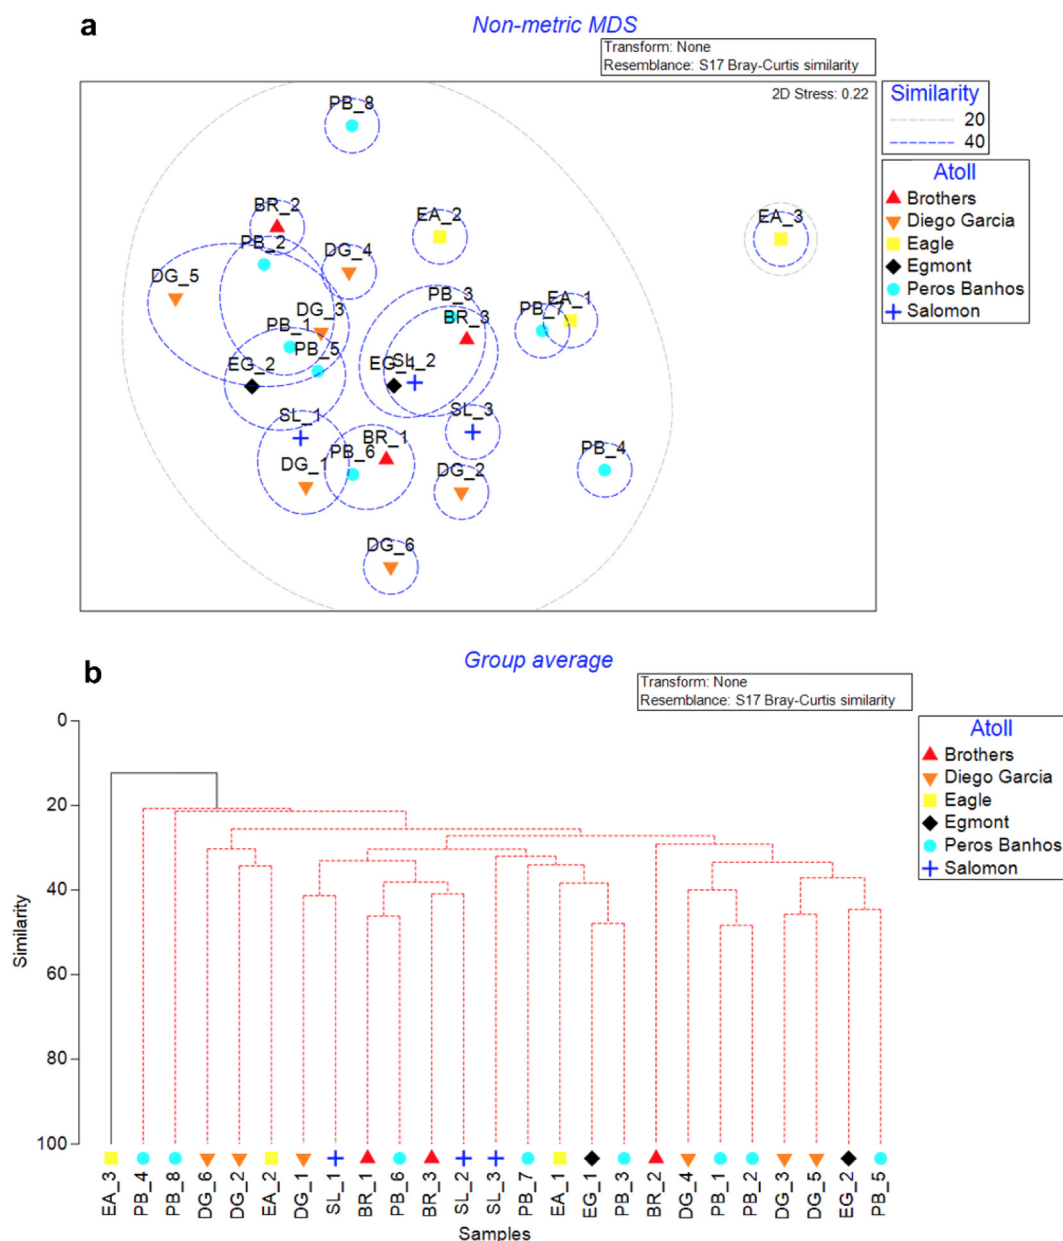 a
Non-metric MDS
Transform: None
Resemblance: S17 Bray-Curtis similarity
2D Stress: 0.22
Similarity
20
40
Atoll
Brothers
Diego Garcia
Eagle
Egmont
Peros Banhos
Salomon
PB_8
BR_2
EA_2
EA_3
PB_2
DG_4
DG_5
PB_3
EA_1
DG_3
PB_7
PB_1
BR_3
PB_5
EG_2
EG_1
SL_2
SL_1
SL_3
BR_1
PB_6
PB_4
DG_1
DG_2
DG_6
b
Group average
Transform: None
Resemblance: S17 Bray-Curtis similarity
Atoll
Brothers
Diego Garcia
Eagle
Egmont
Peros Banhos
Salomon
Similarity
0
20
40
60
80
100
EA_3
PB_4
PB_8
DG_6
DG_2
EA_2
DG_1
SL_1
BR_1
PB_6
BR_3
SL_2
SL_3
PB_7
EA_1
EG_1
PB_3
BR_2
DG_4
PB_1
PB_2
DG_3
DG_5
EG_2
PB_5
Samples